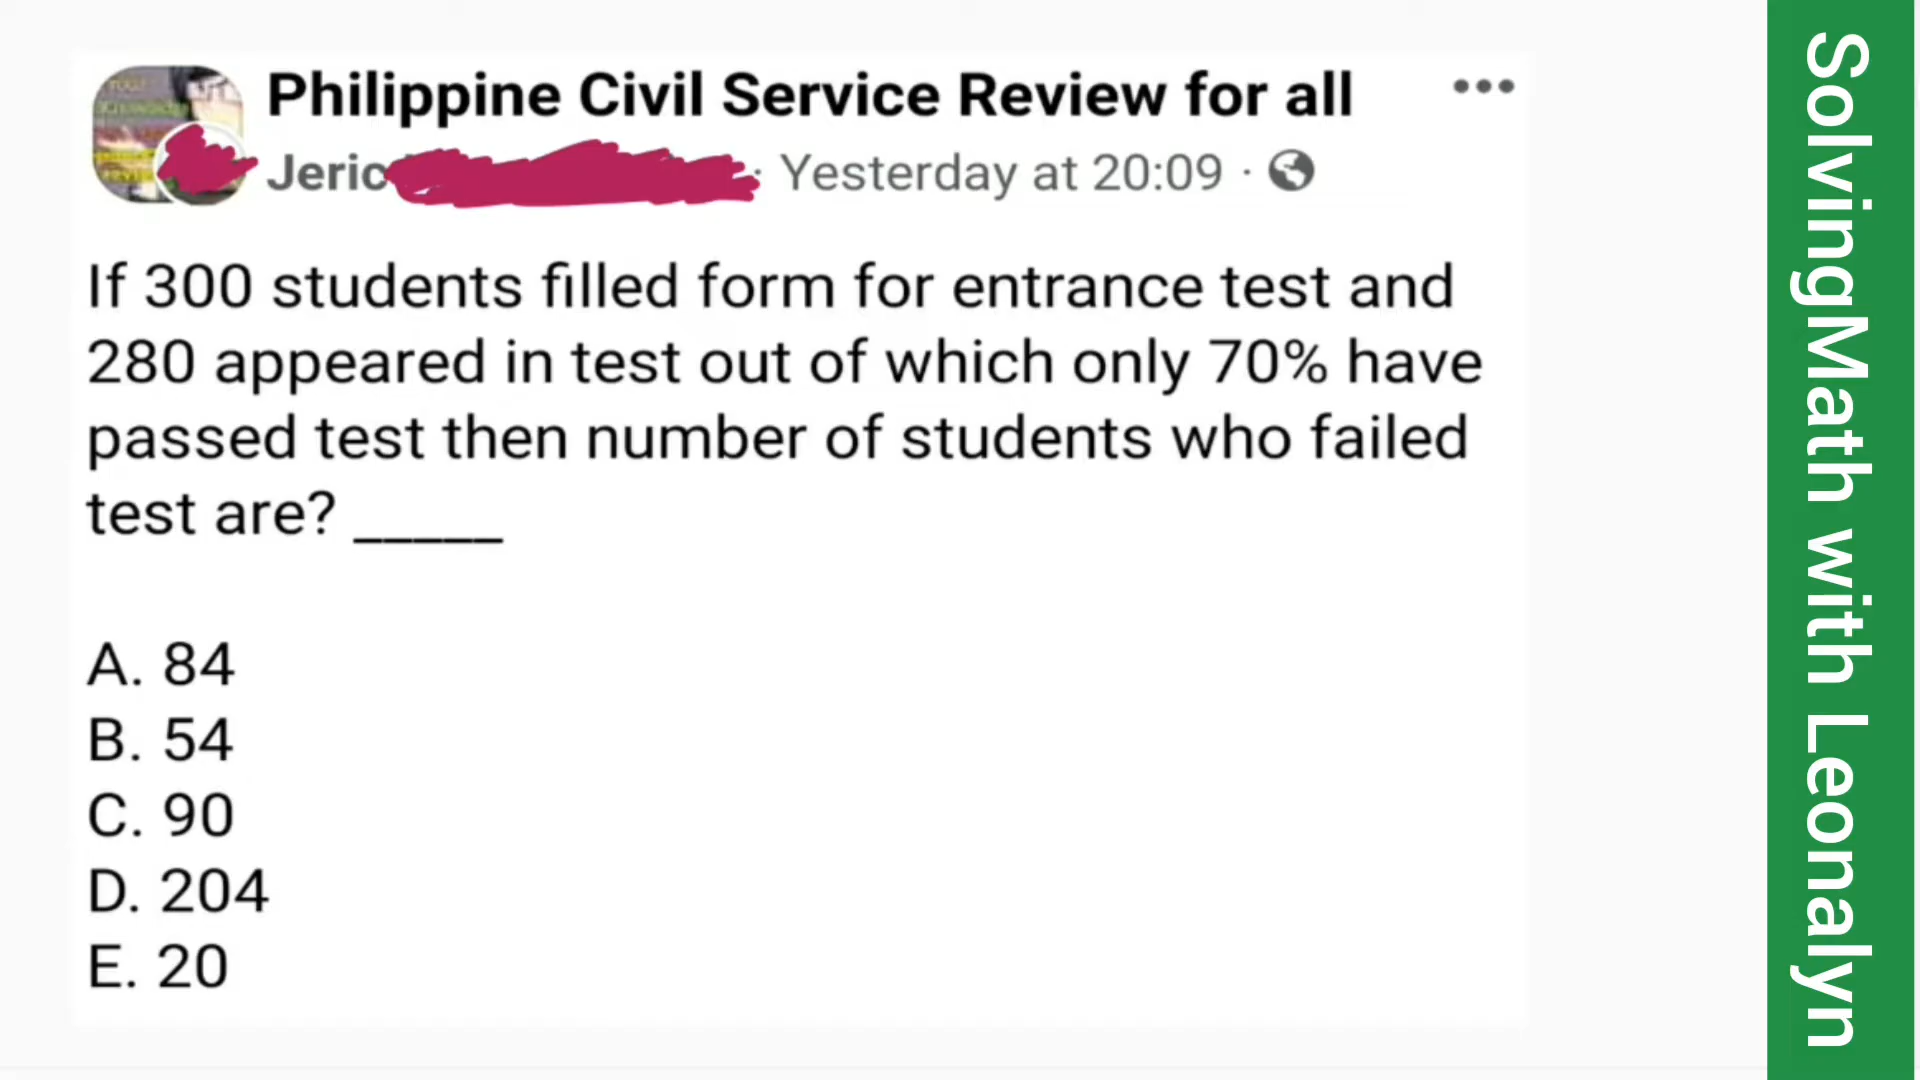 Philippine Civil Service Review for all
Jeric · Yesterday at 20:09 ·
If 300 students filled form for entrance test and
280 appeared in test out of which only 70% have
passed test then number of students who failed
test are? _____
A. 84
B. 54
C. 90
D. 204
E. 20
SolvingMath with Leonalyn